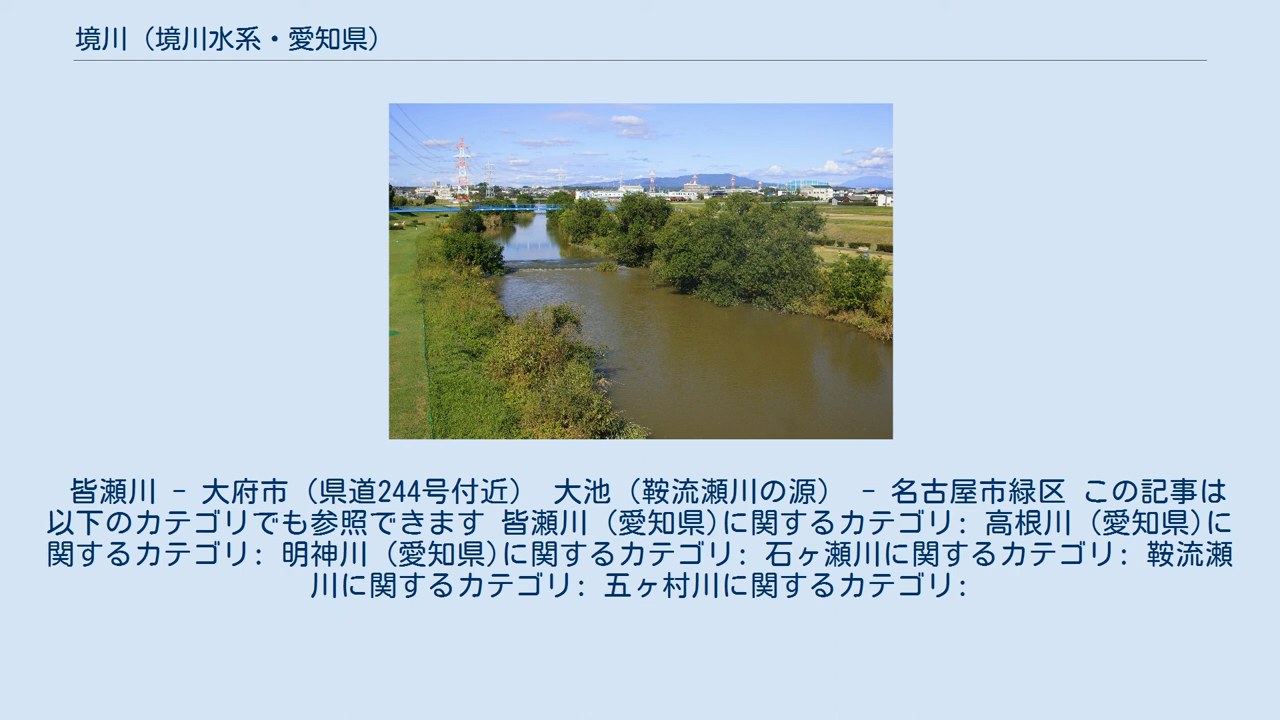 境川（境川水系・愛知県）
皆瀬川 - 大府市（県道244号付近） 大池（鞍流瀬川の源） - 名古屋市緑区 この記事は
以下のカテゴリでも参照できます 皆瀬川（愛知県)に関するカテゴリ: 高根川（愛知県)に
関するカテゴリ: 明神川（愛知県)に関するカテゴリ: 石ヶ瀬川に関するカテゴリ: 鞍流瀬
川に関するカテゴリ: 五ヶ村川に関するカテゴリ: